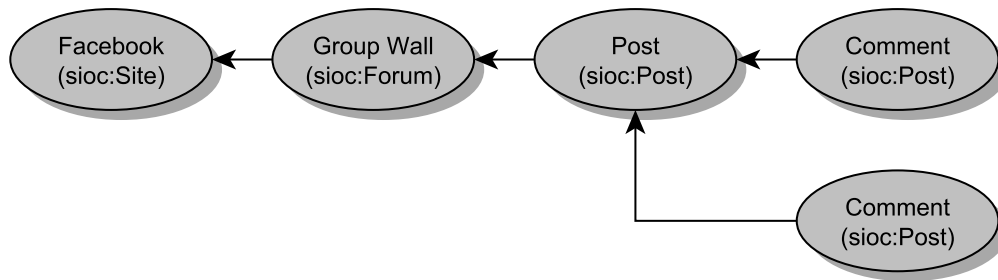 Facebook
(sioc:Site)
Group Wall
(sioc:Forum)
Post
(sioc:Post)
Comment
(sioc:Post)
Comment
(sioc:Post)